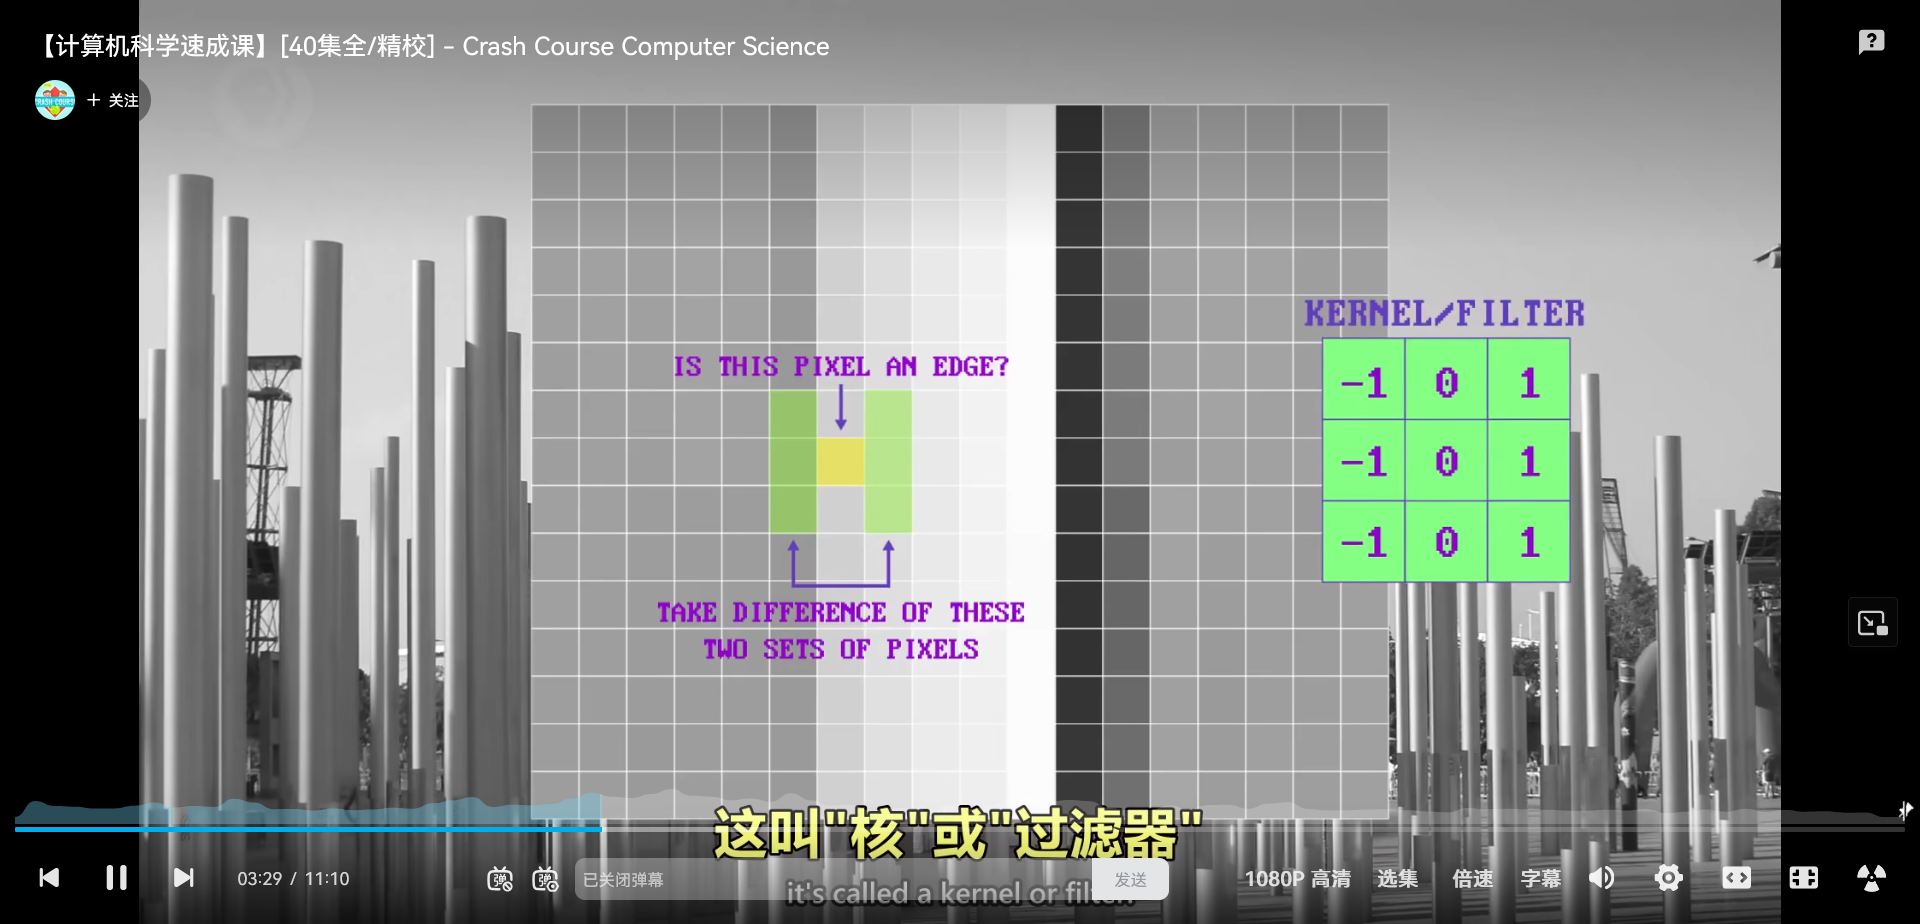 【计算机科学速成课】[40集全/精校] - Crash Course Computer Science
+ 关注
KERNEL/FILTER
IS THIS PIXEL AN EDGE?
-1 0 1
-1 0 1
-1 0 1
TAKE DIFFERENCE OF THESE
TWO SETS OF PIXELS
这叫"核"或"过滤器"
it's called a kernel or filter
03:29 / 11:10
弹
弹
已关闭弹幕
发送
1080P 高清
选集
倍速
字幕